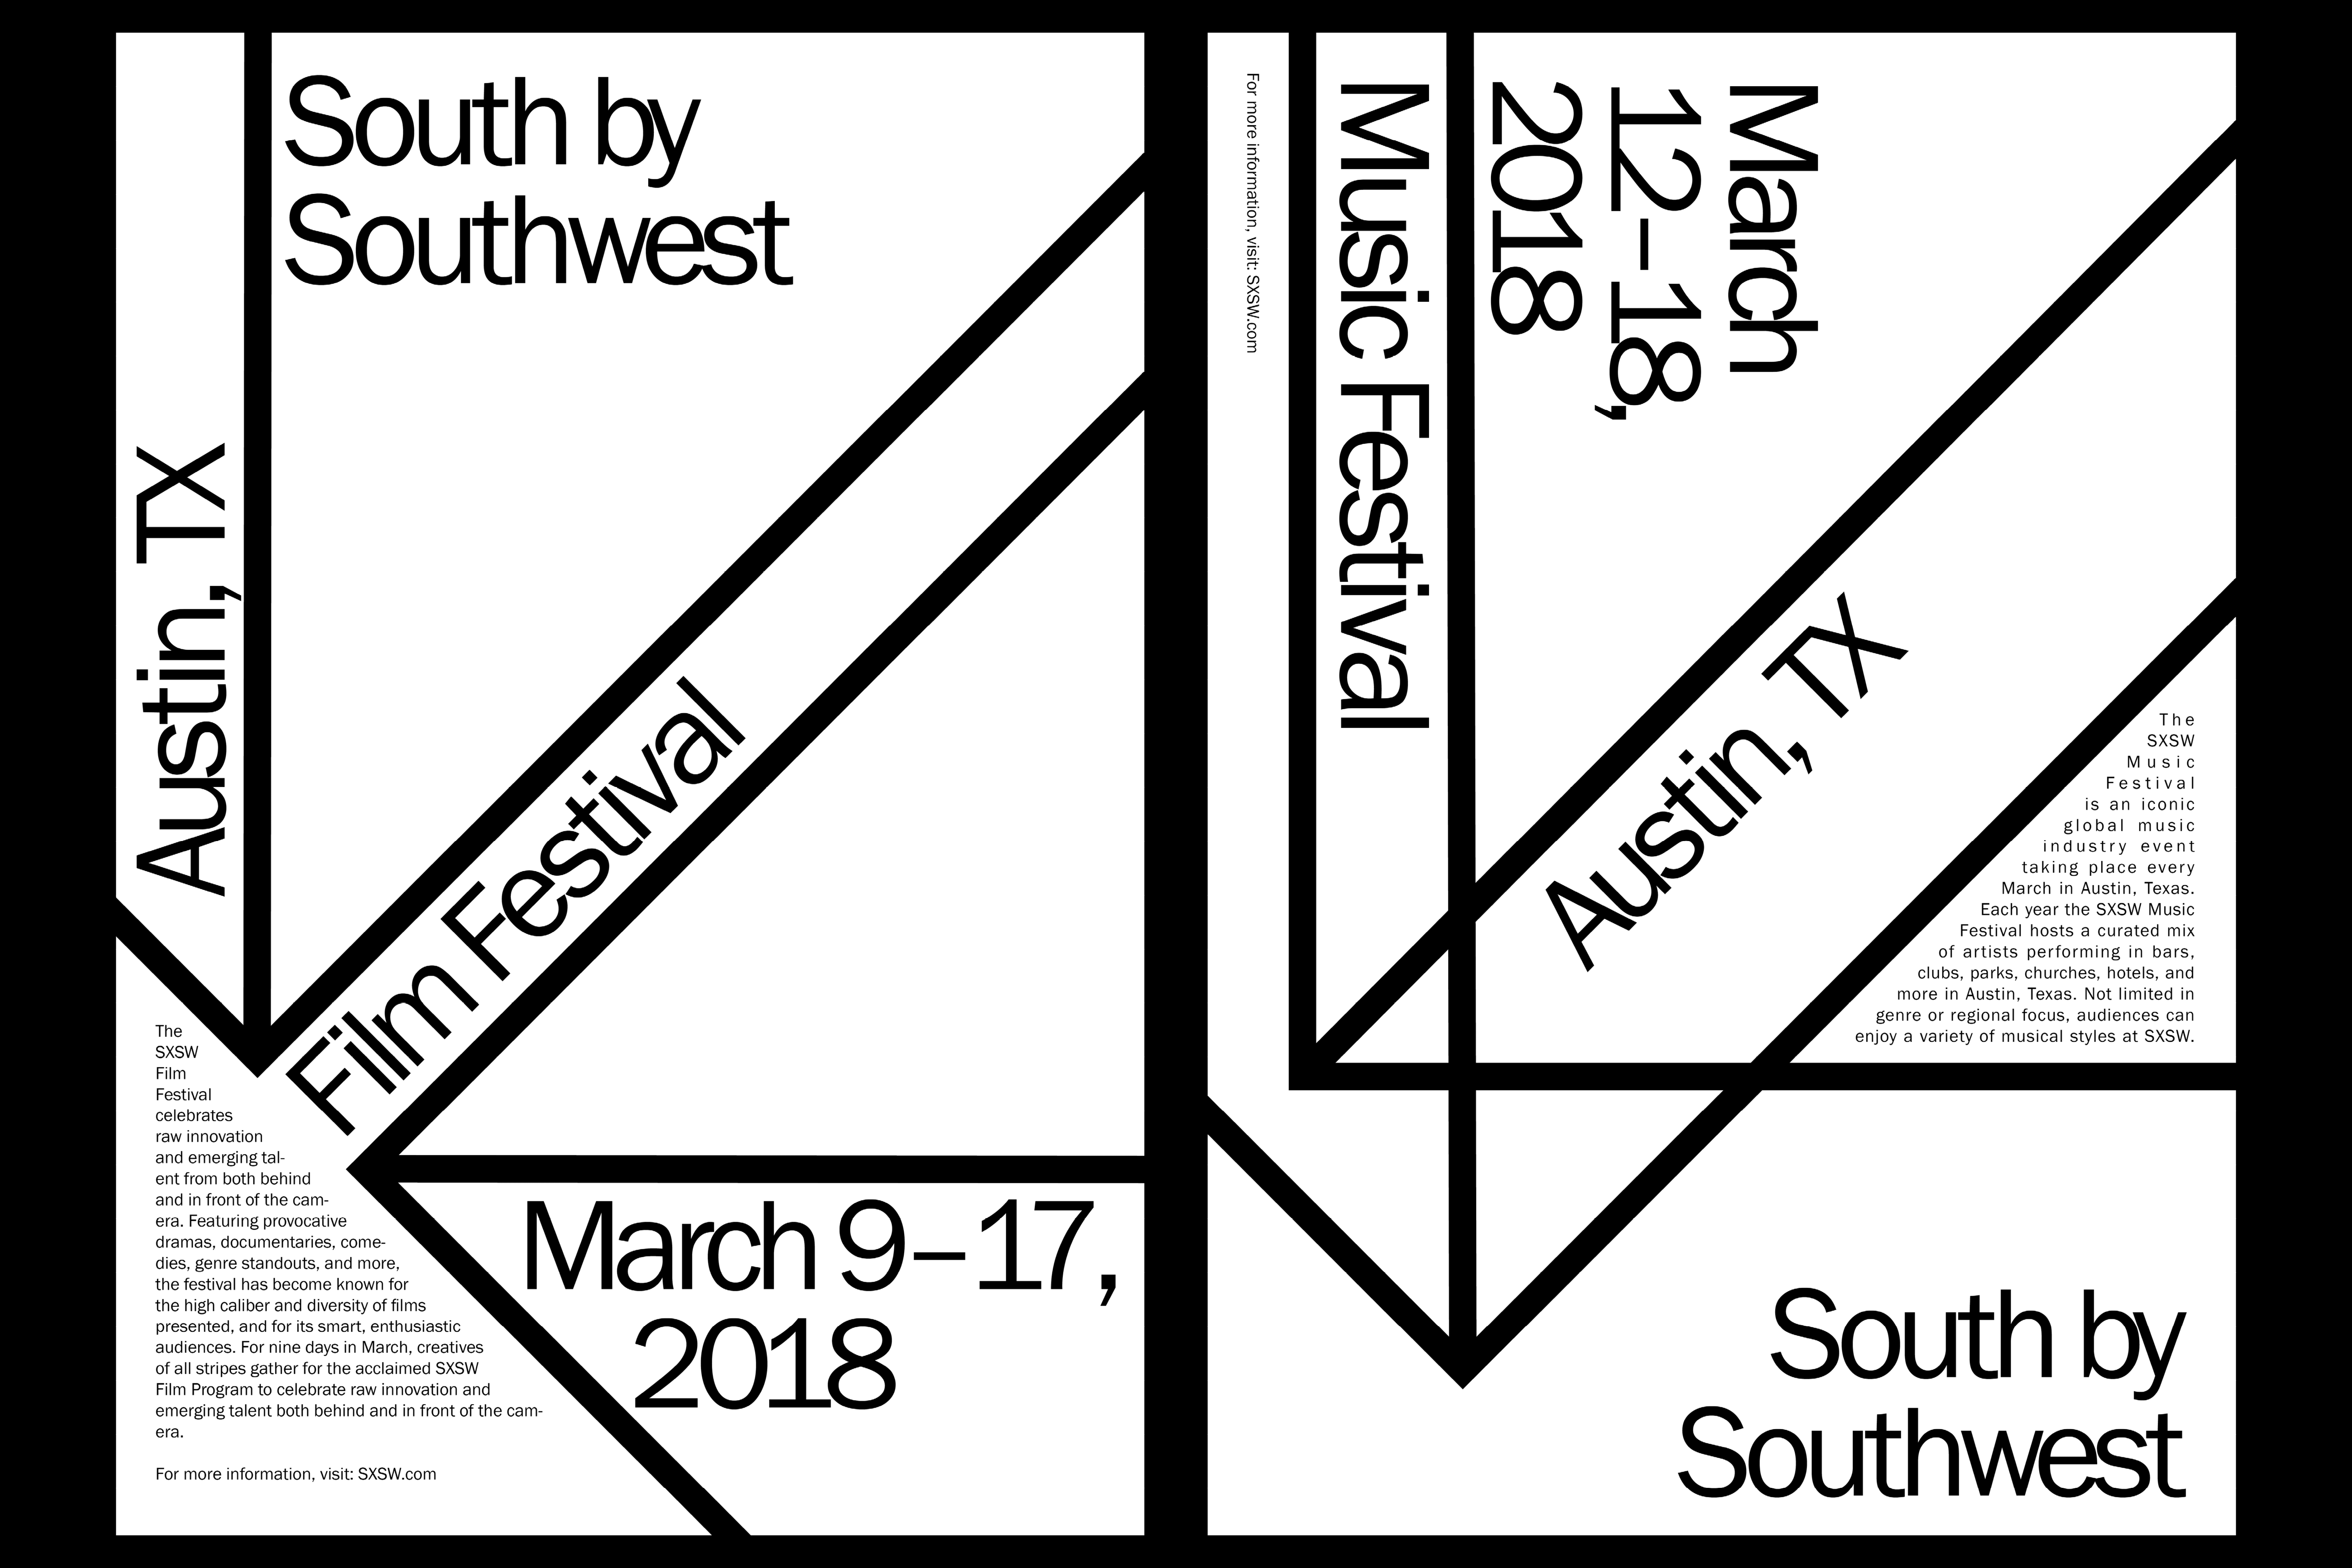 South by
Southwest
Austin, TX
Film Festival
March 9–17,
2018
The
SXSW
Film
Festival
celebrates
raw innovation
and emerging tal-
ent from both behind
and in front of the cam-
era. Featuring provocative
dramas, documentaries, come-
dies, genre standouts, and more,
the festival has become known for
the high caliber and diversity of films
presented, and for its smart, enthusiastic
audiences. For nine days in March, creatives
of all stripes gather for the acclaimed SXSW
Film Program to celebrate raw innovation and
emerging talent both behind and in front of the cam-
era.
For more information, visit: SXSW.com
For more information, visit: SXSW.com
Music Festival
March
12–18,
2018
Austin, TX
The
SXSW
Music
Festival
is an iconic
global music
industry event
taking place every
March in Austin, Texas.
Each year the SXSW Music
Festival hosts a curated mix
of artists performing in bars,
clubs, parks, churches, hotels, and
more in Austin, Texas. Not limited in
genre or regional focus, audiences can
enjoy a variety of musical styles at SXSW.
South by
Southwest